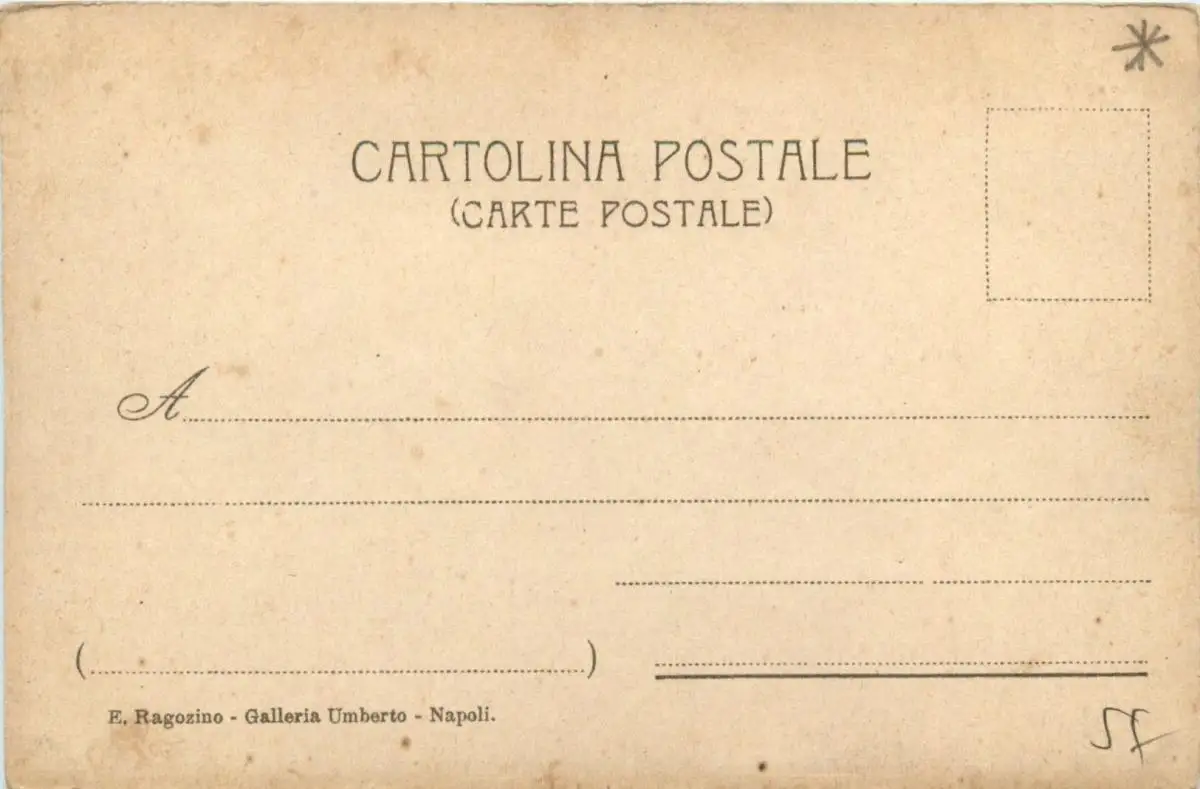 CARTOLINA POSTALE
(CARTE POSTALE)
A
( )
E. Ragozino - Galleria Umberto - Napoli.